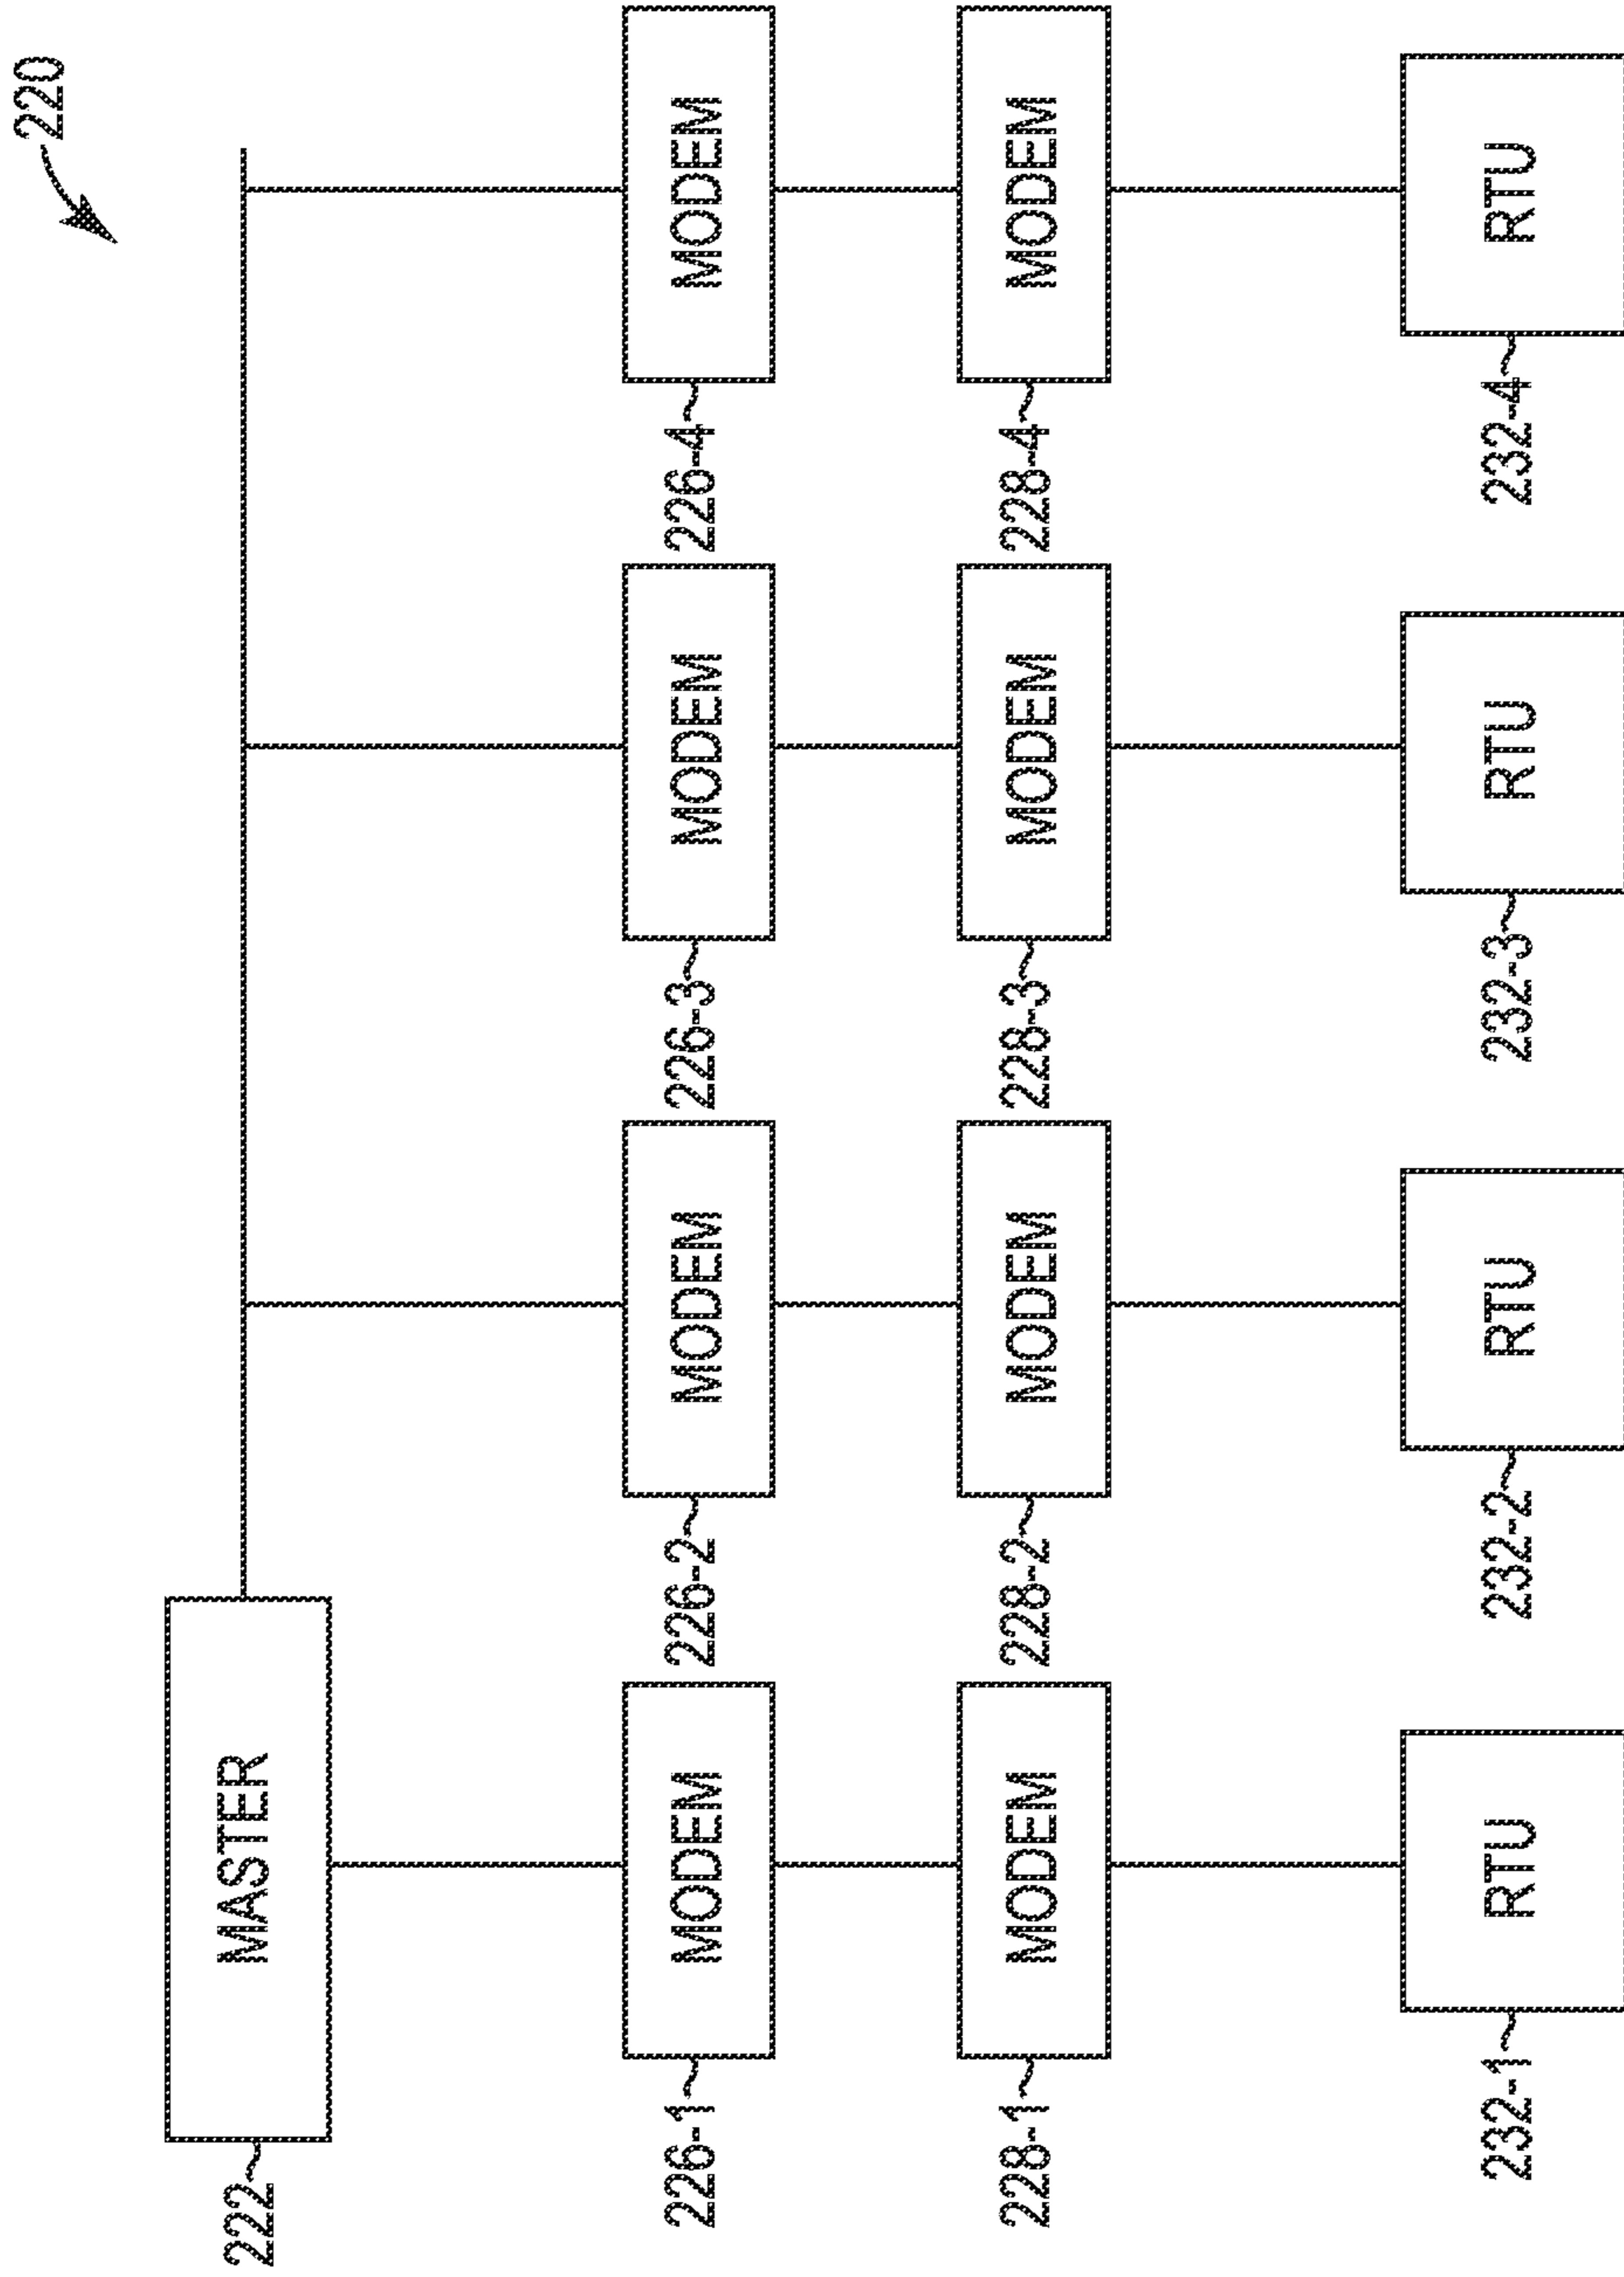 220
222 MASTER
226-1 MODEM 226-2 MODEM 226-3 MODEM 226-4 MODEM
228-1 MODEM 228-2 MODEM 228-3 MODEM 228-4 MODEM
232-1 RTU 232-2 RTU 232-3 RTU 232-4 RTU